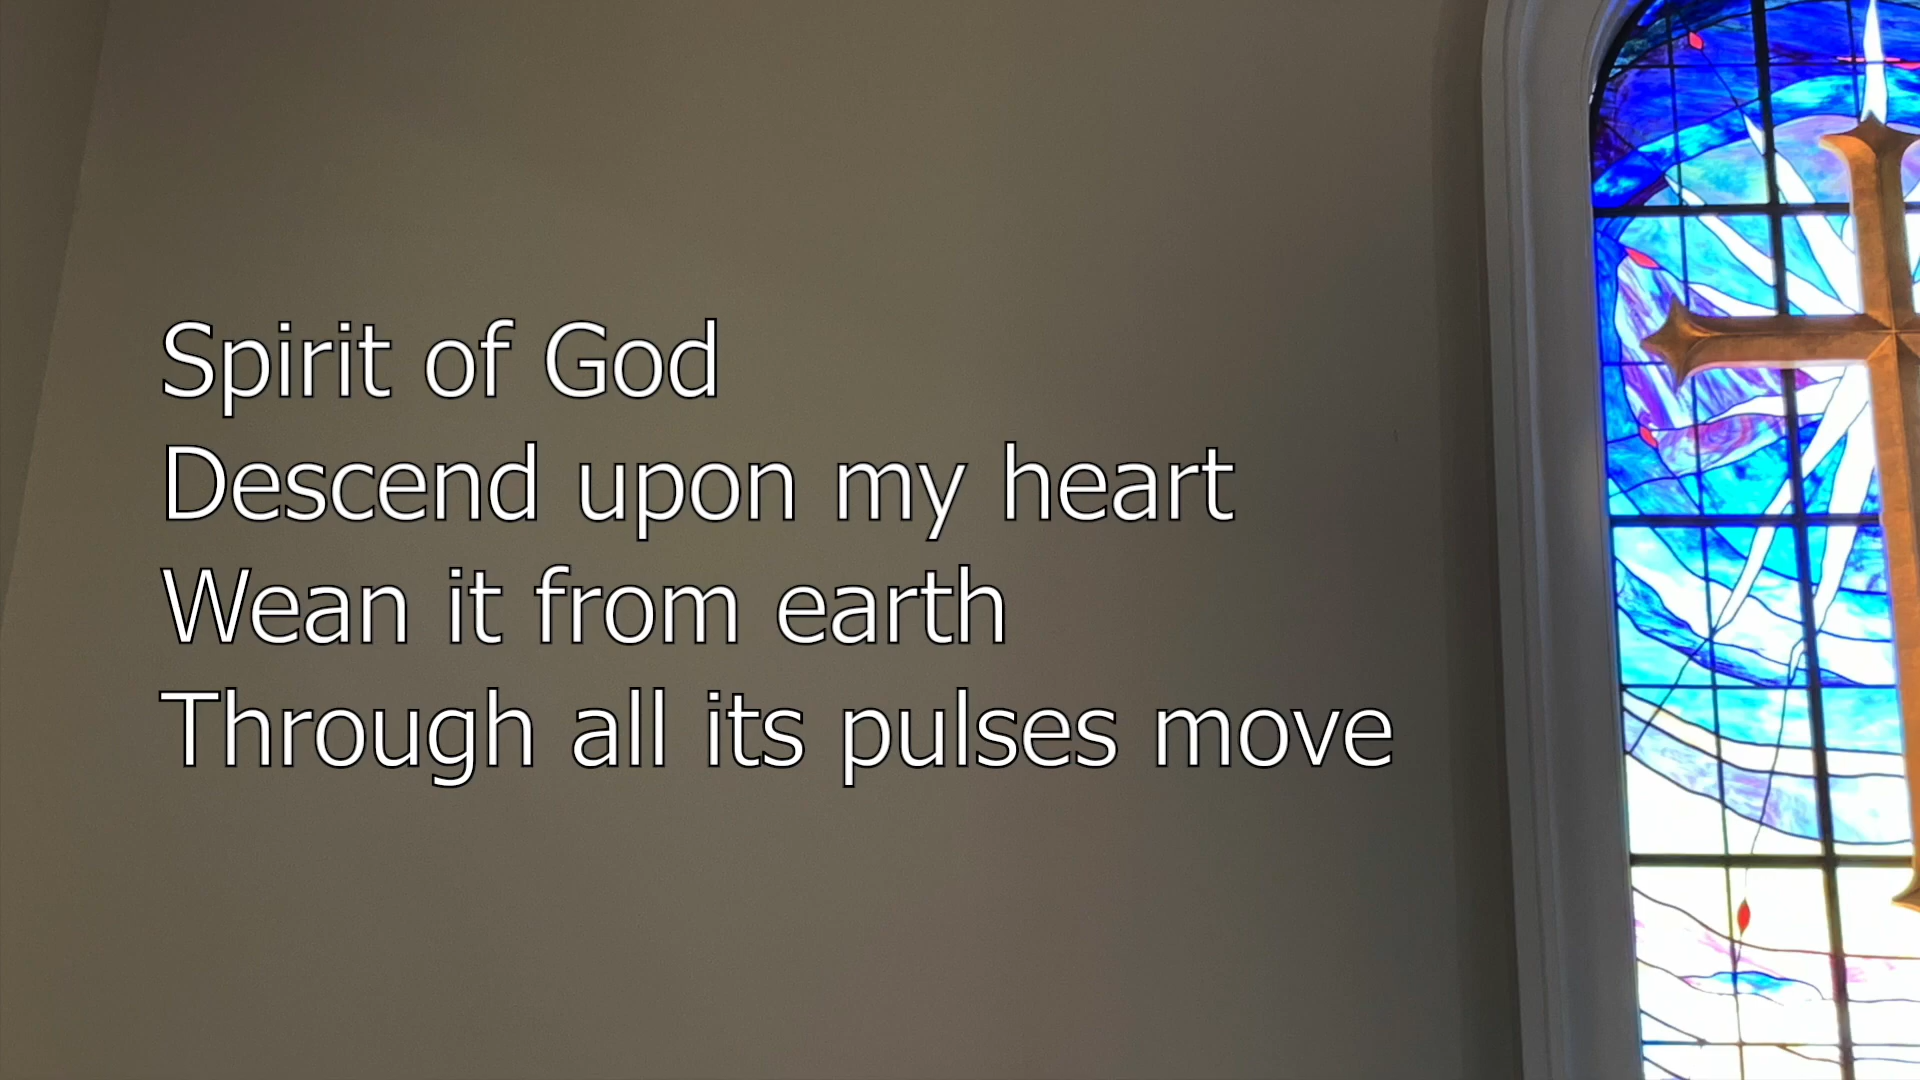 Spirit of God
Descend upon my heart
Wean it from earth
Through all its pulses move